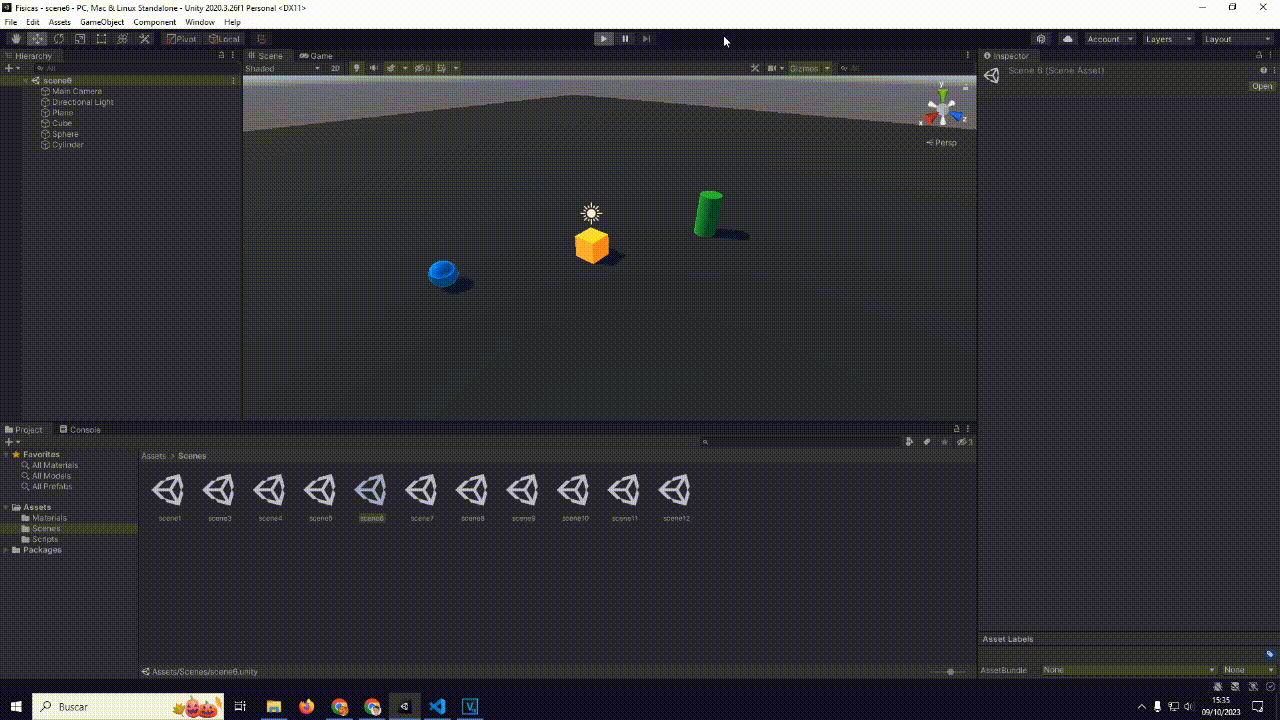 Fisicas - scene6 - PC, Mac & Linux Standalone - Unity 2020.3.26f1 Personal <DX11>
File Edit Assets GameObject Component Window Help
Pivot Local Account Layers Layout
Hierarchy
All
scene6
Main Camera
Directional Light
Plane
Cube
Sphere
Cylinder
Scene Game
Shaded 2D 0 Gizmos All
y
x z
Persp
Inspector
Scene 6 (Scene Asset)
Open
Project Console
3
Favorites
All Materials
All Models
All Prefabs
Assets
Materials
Scenes
Scripts
Packages
Assets > Scenes
scene1 scene3 scene4 scene5 scene6 scene7 scene8 scene9 scene10 scene11 scene12
Assets/Scenes/scene6.unity
Asset Labels
AssetBundle None None
Buscar
15:35
09/10/2023